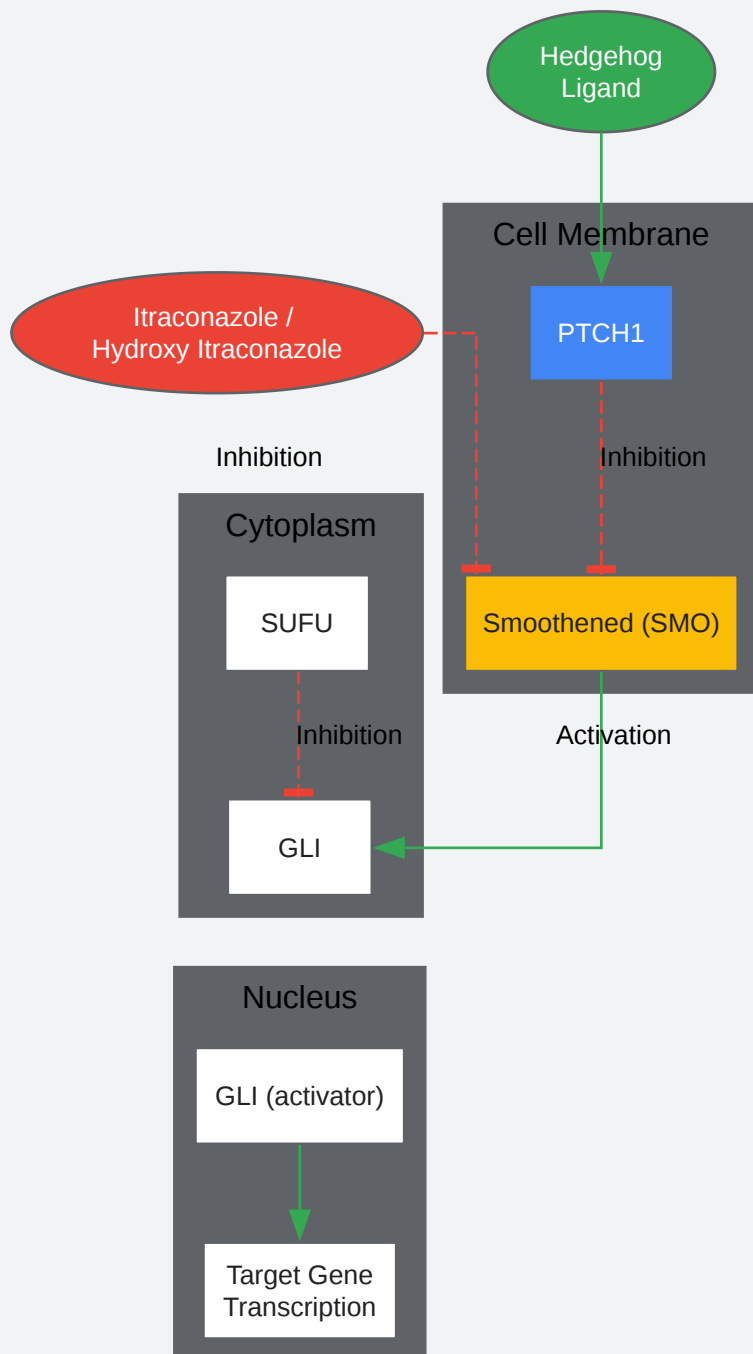 Hedgehog
Ligand
Cell Membrane
Itraconazole /
Hydroxy Itraconazole
PTCH1
Inhibition
Inhibition
Cytoplasm
SUFU
Smoothened (SMO)
Inhibition
Activation
GLI
Nucleus
GLI (activator)
Target Gene
Transcription